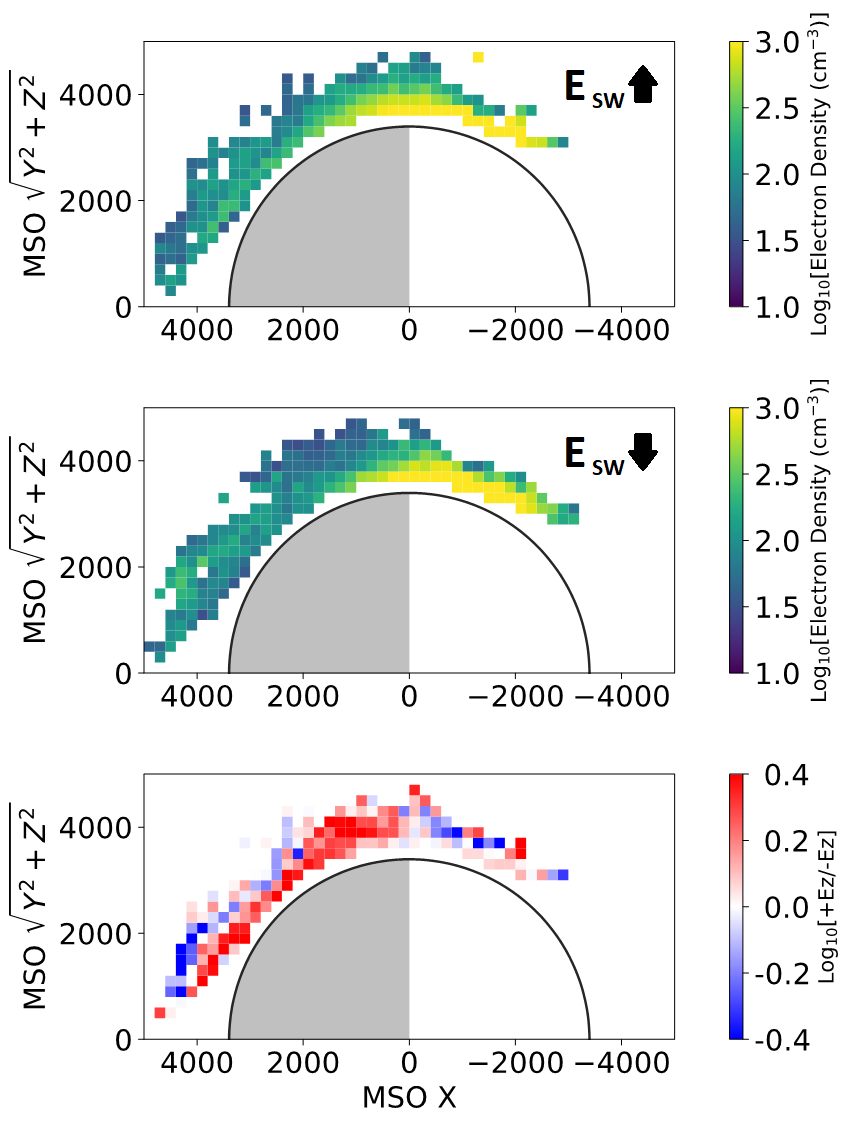 MSO √Y² + Z²
4000
2000
0
4000 2000 0 −2000 −4000
E SW
3.0
2.5
2.0
1.5
1.0
Log₁₀[Electron Density (cm⁻³)]
MSO √Y² + Z²
4000
2000
0
4000 2000 0 −2000 −4000
E SW
3.0
2.5
2.0
1.5
1.0
Log₁₀[Electron Density (cm⁻³)]
MSO √Y² + Z²
4000
2000
0
4000 2000 0 −2000 −4000
MSO X
0.4
0.2
0.0
-0.2
-0.4
Log₁₀[+Ez/-Ez]